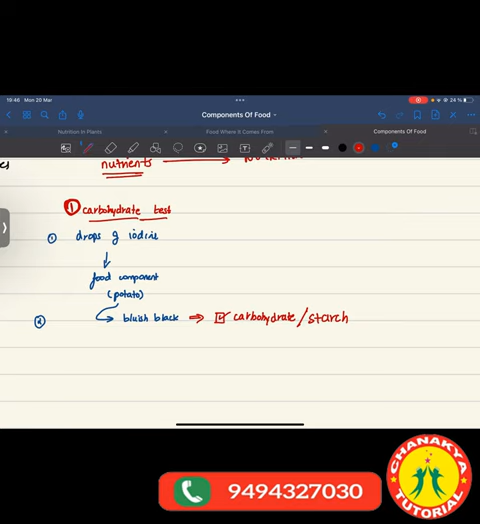 19:46 Mon 20 Mar
24 %
Components Of Food
Nutrition In Plants
Food Where It Comes From
Components Of Food
nutrients
① carbohydrate test
① drops of iodine
food component
(potato)
② bluish black ⇒ ☑ carbohydrate/starch
9494327030
CHANAKYA
TUTORIAL